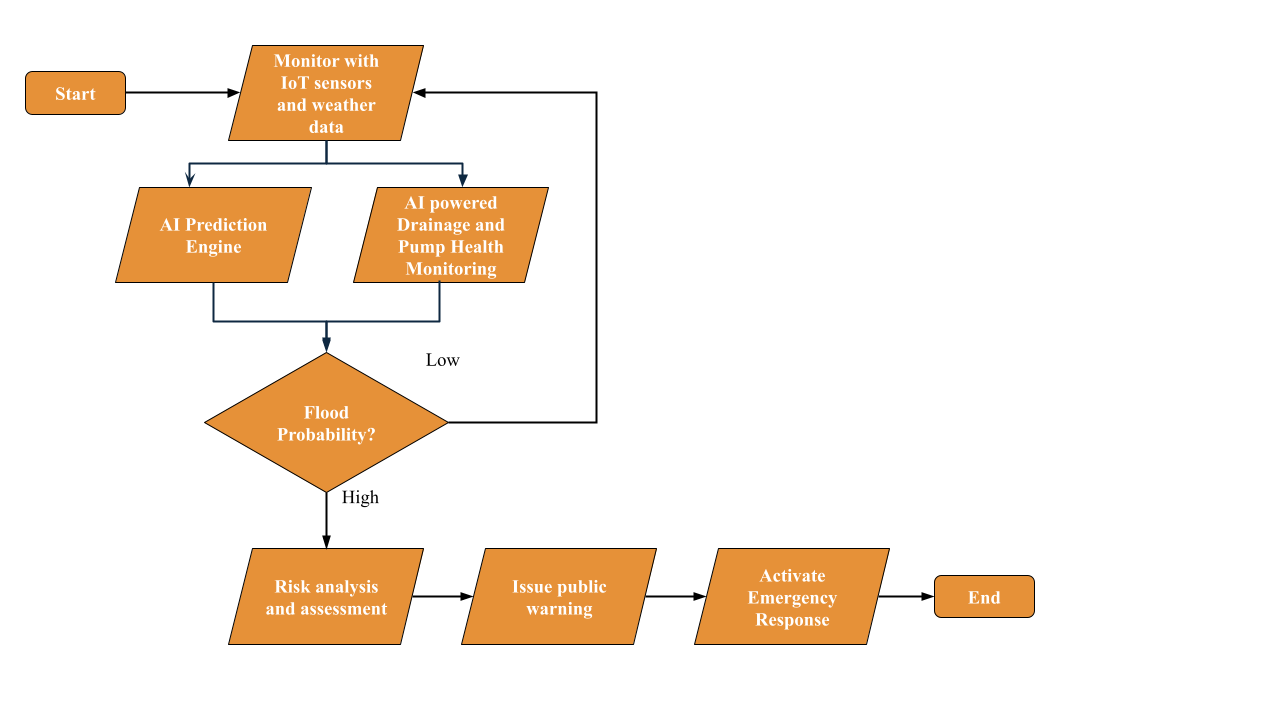 Start
Monitor with
IoT sensors
and weather
data
AI Prediction
Engine
AI powered
Drainage and
Pump Health
Monitoring
Low
Flood
Probability?
High
Risk analysis
and assessment
Issue public
warning
Activate
Emergency
Response
End